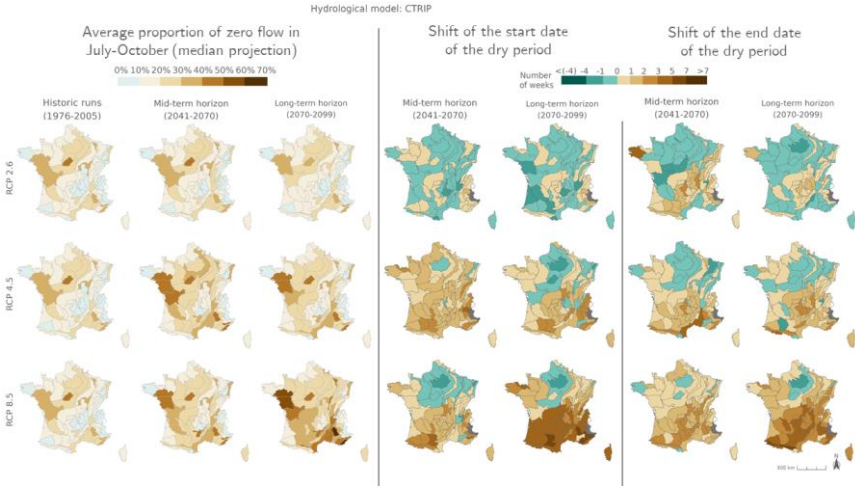 Hydrological model: CTRIP
Average proportion of zero flow in
July-October (median projection)
0% 10% 20% 30% 40% 50% 60% 70%
Shift of the start date
of the dry period
Shift of the end date
of the dry period
Number
of weeks
<(-4) -4 -1 0 1 2 3 5 7 >7
Historic runs
(1976-2005)
Mid-term horizon
(2041-2070)
Long-term horizon
(2070-2099)
Mid-term horizon
(2041-2070)
Long-term horizon
(2070-2099)
Mid-term horizon
(2041-2070)
Long-term horizon
(2070-2099)
RCP 2.6
RCP 4.5
RCP 8.5
N